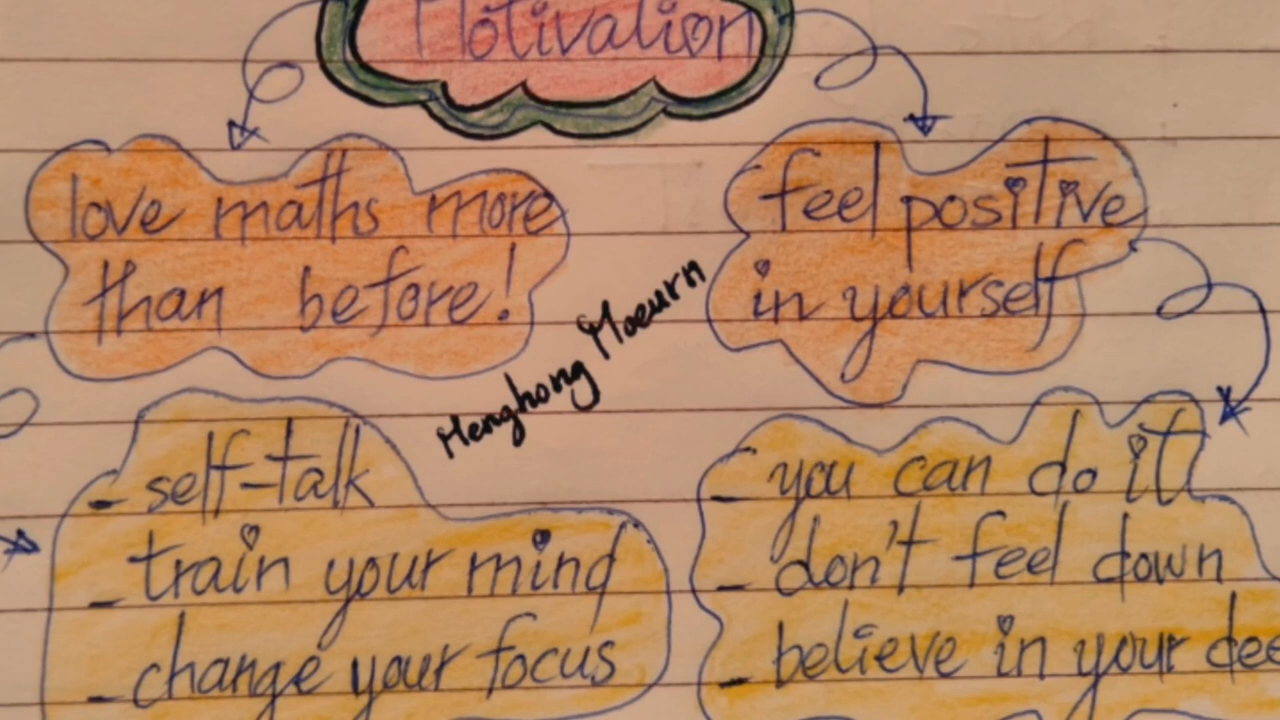 Motivation
love maths more
than before!
feel positive
in yourself
Menghong Moeurn
- self-talk
- train your mind
- change your focus
- you can do it
- don't feel down
- believe in your